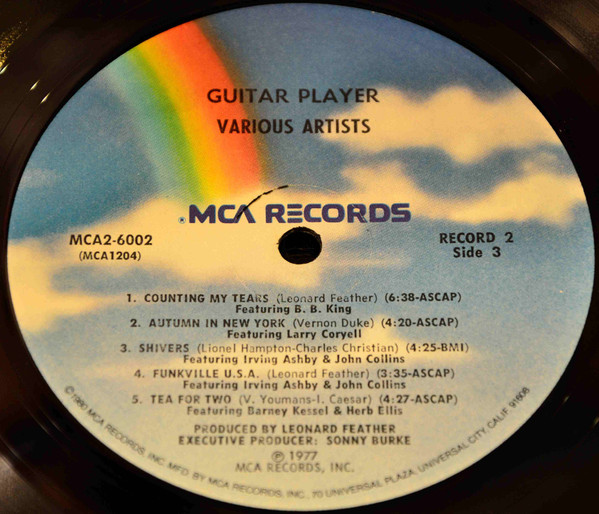 GUITAR PLAYER
VARIOUS ARTISTS
® MCA RECORDS
MCA2-6002
(MCA1204)
RECORD 2
Side 3
1. COUNTING MY TEARS (Leonard Feather) (6:38-ASCAP)
Featuring B. B. King
2. AUTUMN IN NEW YORK (Vernon Duke) (4:20-ASCAP)
Featuring Larry Coryell
3. SHIVERS (Lionel Hampton-Charles Christian) (4:25-BMI)
Featuring Irving Ashby & John Collins
4. FUNKVILLE U.S.A. (Leonard Feather) (3:35-ASCAP)
Featuring Irving Ashby & John Collins
5. TEA FOR TWO (V. Youmans-I. Caesar) (4:27-ASCAP)
Featuring Barney Kessel & Herb Ellis
PRODUCED BY LEONARD FEATHER
EXECUTIVE PRODUCER: SONNY BURKE
℗ 1977
MCA RECORDS, INC.
© 1980 MCA RECORDS, INC. MFD. BY MCA RECORDS, INC., 70 UNIVERSAL PLAZA, UNIVERSAL CITY, CALIF. 91608